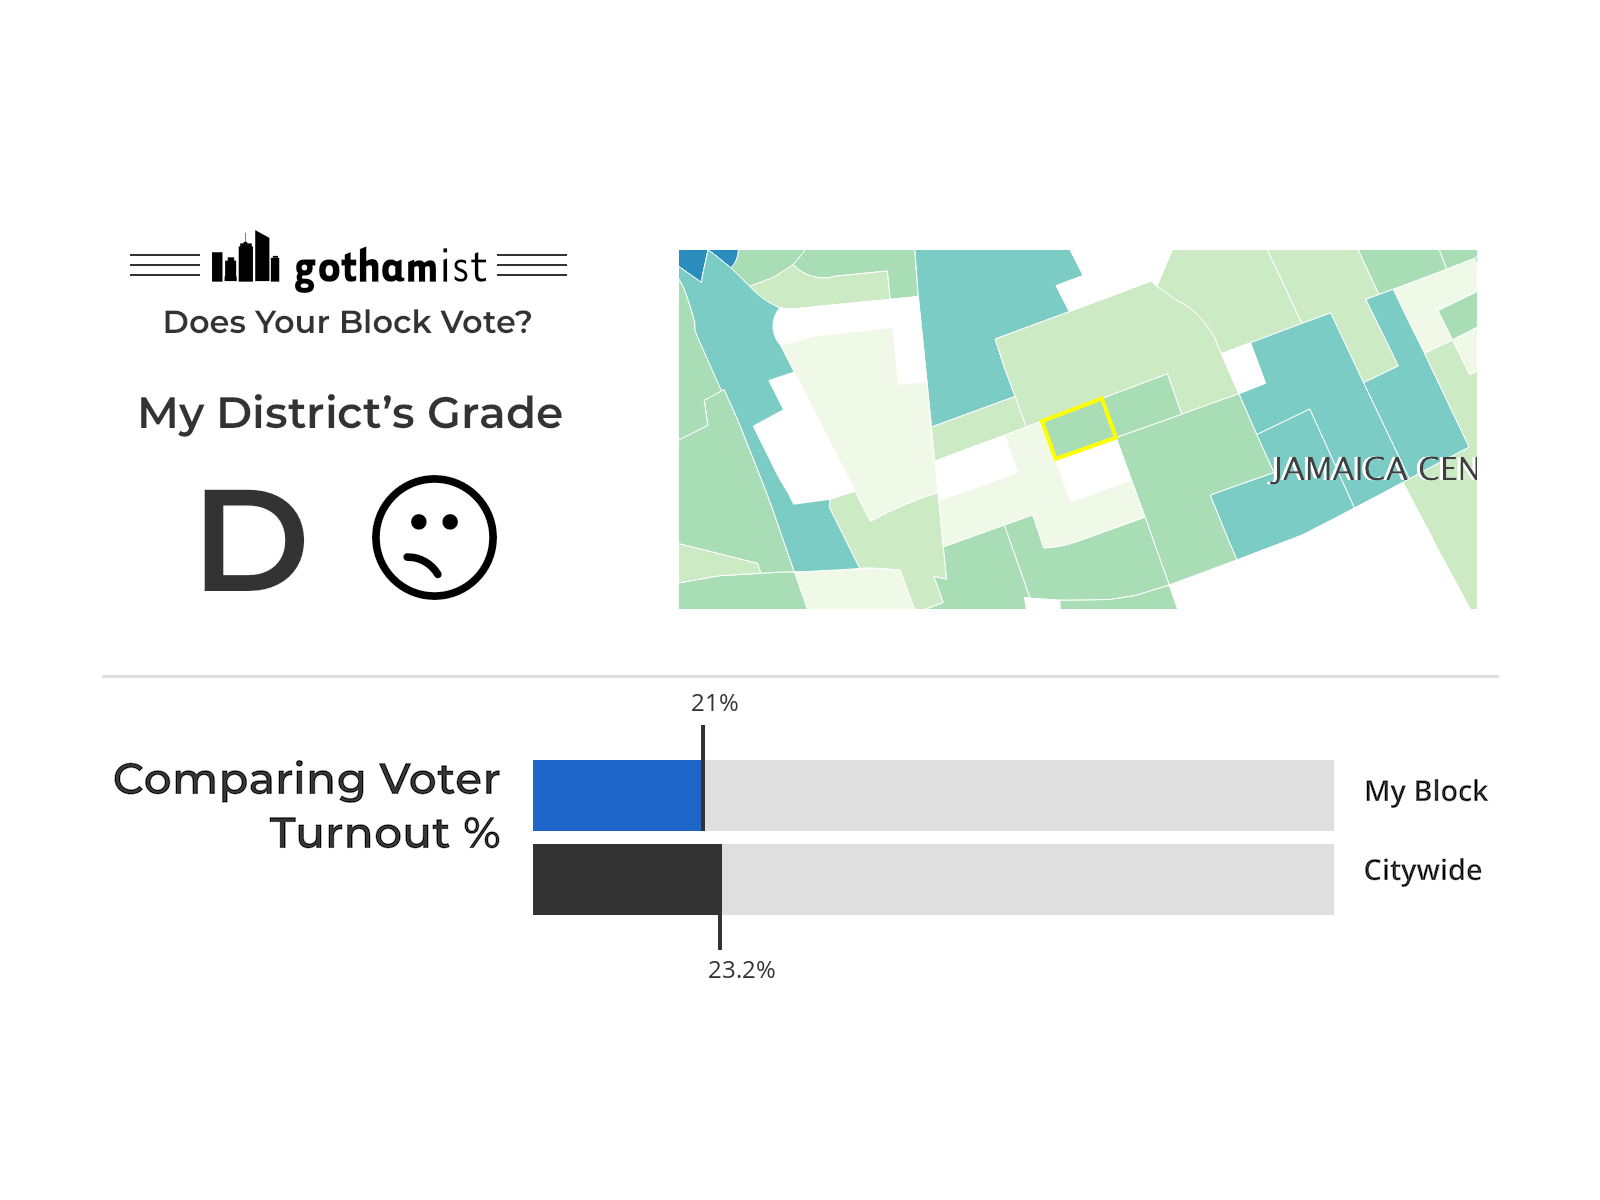 gothamist
Does Your Block Vote?
My District’s Grade
D
JAMAICA CEN
21%
Comparing Voter
Turnout %
My Block
Citywide
23.2%